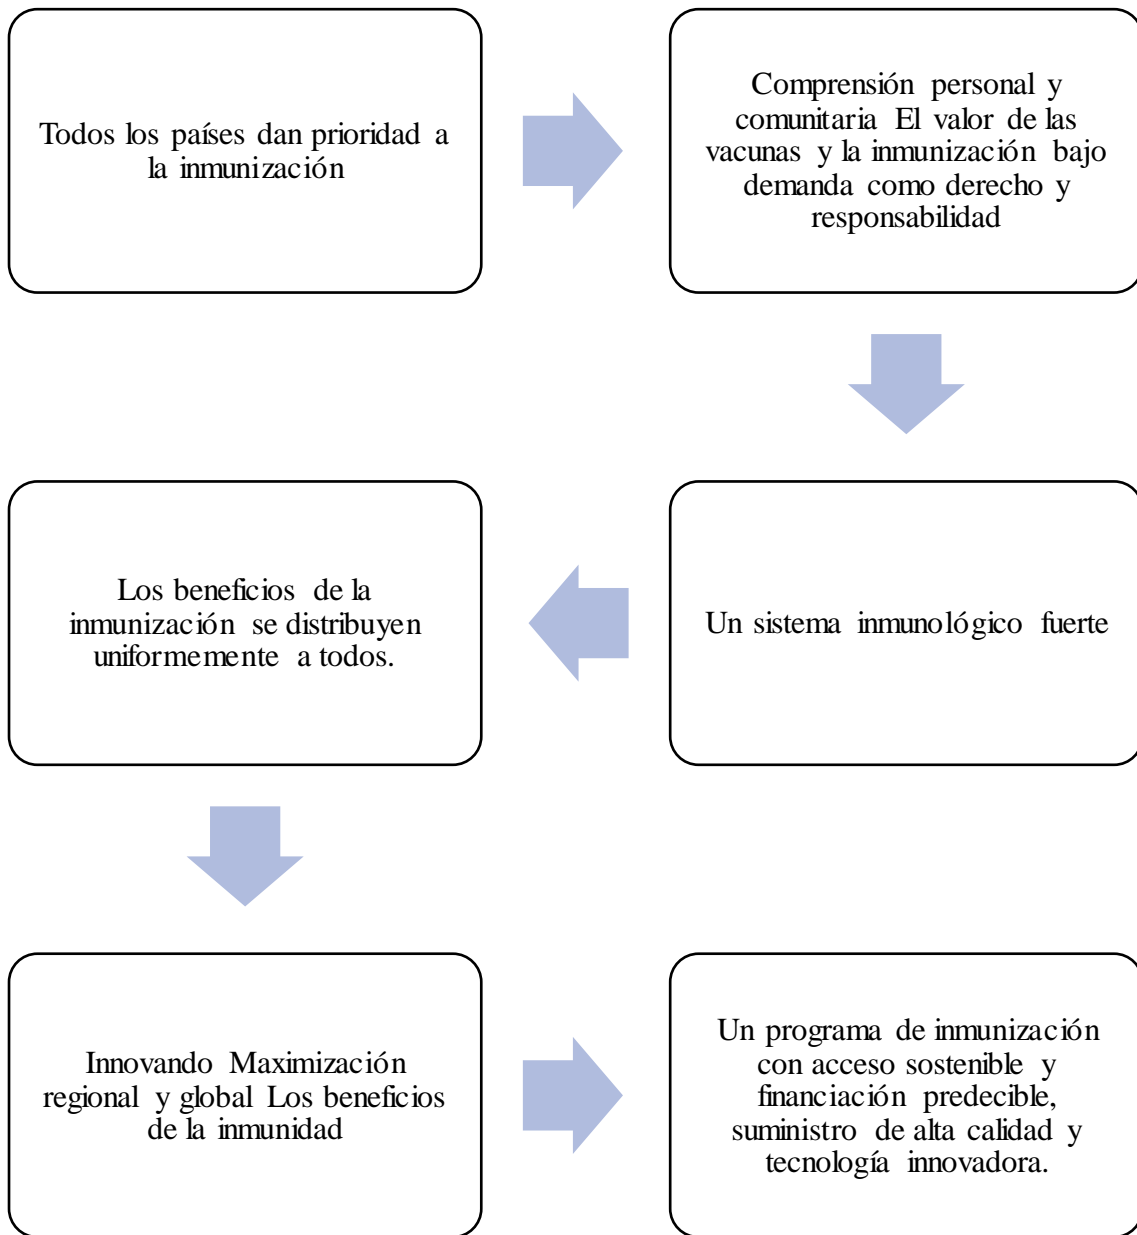 Todos los países dan prioridad a
la inmunización
Comprensión personal y
comunitaria El valor de las
vacunas y la inmunización bajo
demanda como derecho y
responsabilidad
Un sistema inmunológico fuerte
Los beneficios de la
inmunización se distribuyen
uniformemente a todos.
Innovando Maximización
regional y global Los beneficios
de la inmunidad
Un programa de inmunización
con acceso sostenible y
financiación predecible,
suministro de alta calidad y
tecnología innovadora.